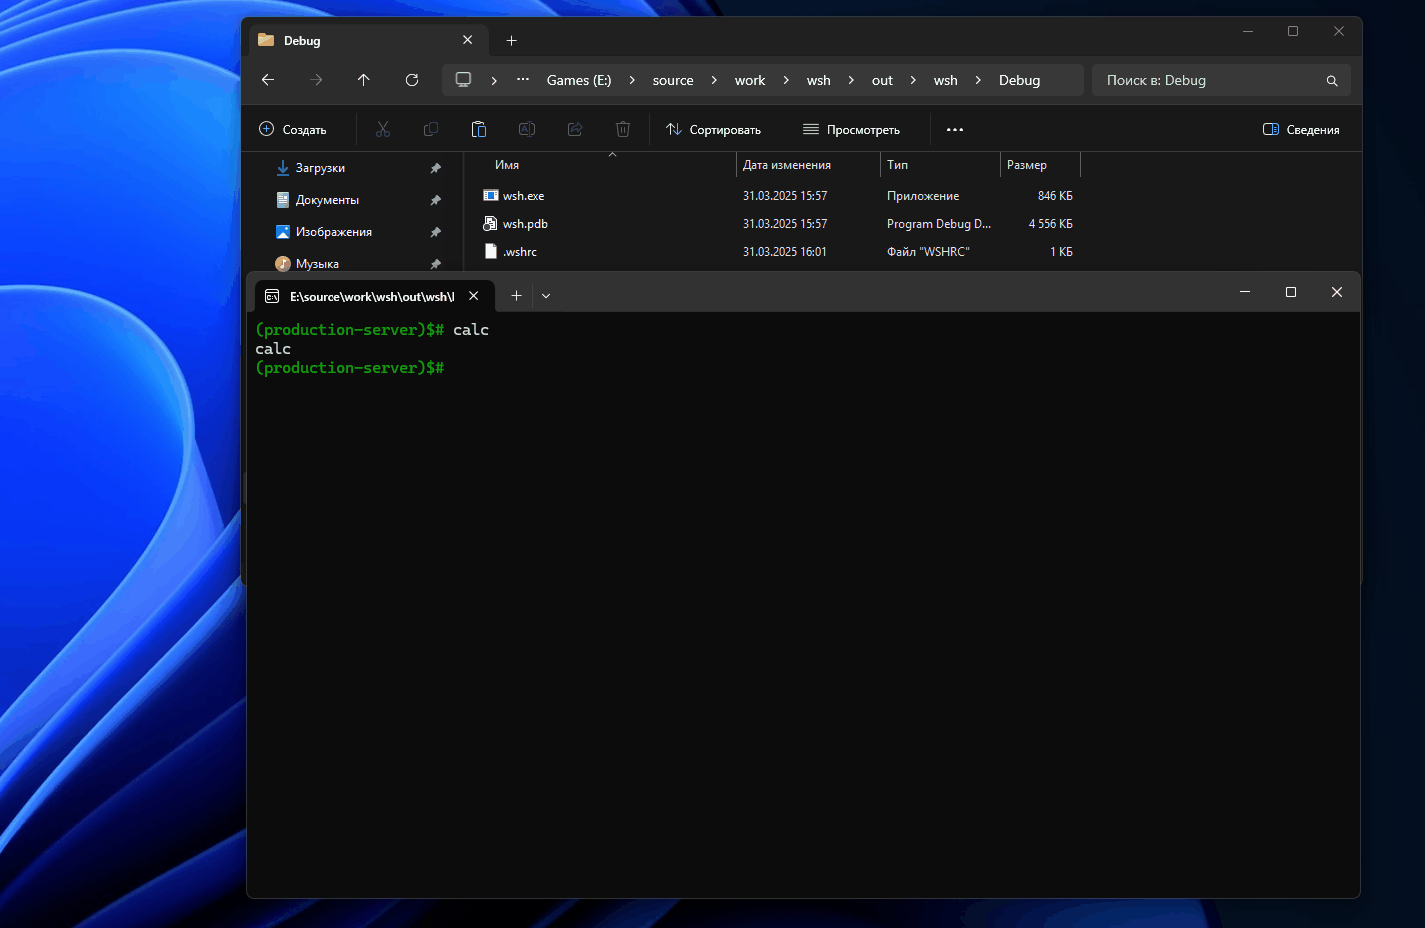 Debug
Games (E:) source work wsh out wsh Debug
Поиск в: Debug
Создать Сортировать Просмотреть Сведения
Имя Дата изменения Тип Размер
Загрузки
Документы
Изображения
Музыка
wsh.exe 31.03.2025 15:57 Приложение 846 КБ
wsh.pdb 31.03.2025 15:57 Program Debug D... 4 556 КБ
.wshrc 31.03.2025 16:01 Файл "WSHRC" 1 КБ
E:\source\work\wsh\out\wsh\
(production-server)$# calc
calc
(production-server)$#